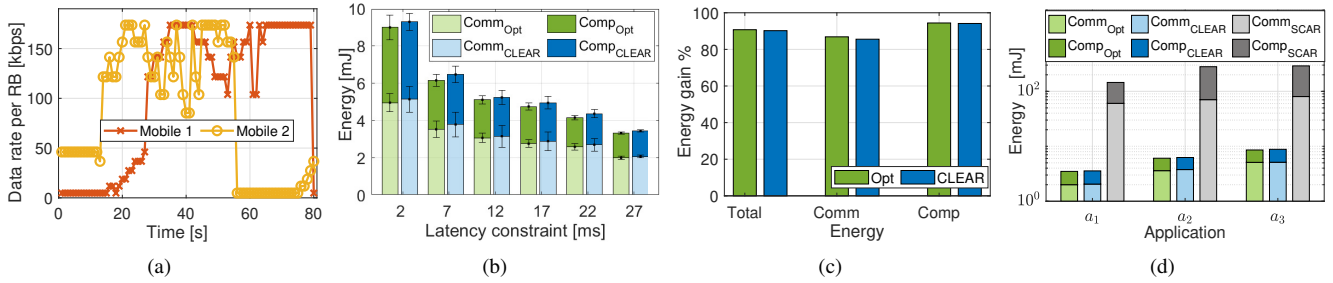 Data rate per RB [kbps]
150
100
50
0
Mobile 1
Mobile 2
0
20
40
60
80
Time [s]
(a)
Energy [mJ]
10
8
6
4
2
0
Comm_Opt
Comp_Opt
Comm_CLEAR
Comp_CLEAR
2
7
12
17
22
27
Latency constraint [ms]
(b)
Energy gain %
100
80
60
40
20
0
Opt
CLEAR
Total
Comm
Comp
Energy
(c)
Comm_Opt
Comm_CLEAR
Comm_SCAR
Comp_Opt
Comp_CLEAR
Comp_SCAR
Energy [mJ]
10^2
10^0
a_1
a_2
a_3
Application
(d)